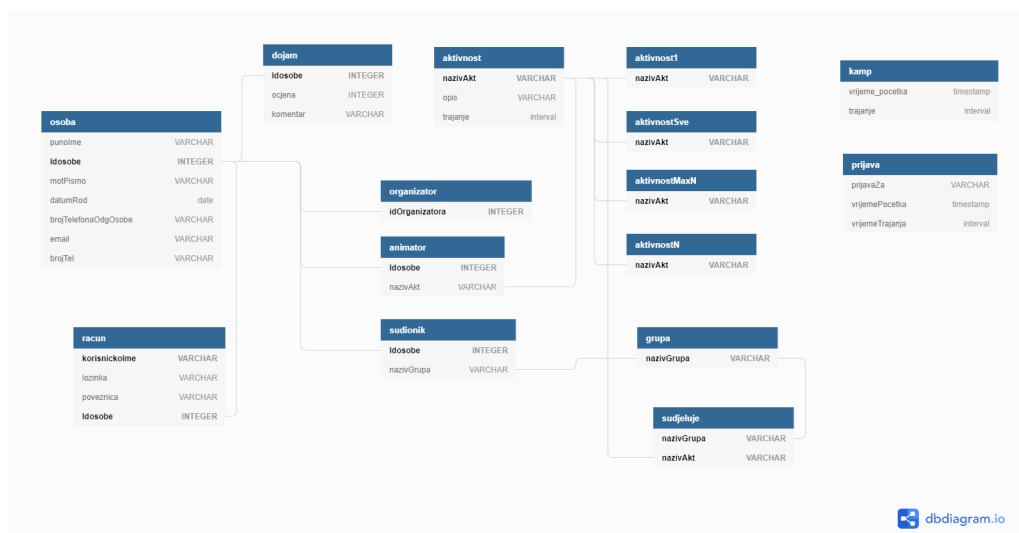 dojam
Idosobe INTEGER
ocjena INTEGER
komentar VARCHAR
aktivnost
nazivAkt VARCHAR
opis VARCHAR
trajanje interval
aktivnost1
nazivAkt VARCHAR
kamp
vrijeme_pocetka timestamp
trajanje interval
osoba
punoIme VARCHAR
Idosobe INTEGER
motPismo VARCHAR
datumRod date
brojTelefonaOdgOsobe VARCHAR
email VARCHAR
brojTel VARCHAR
aktivnostSve
nazivAkt VARCHAR
prijava
prijavaZa VARCHAR
vrijemePocetka timestamp
vrijemeTrajanja interval
organizator
idOrganizatora INTEGER
aktivnostMaxN
nazivAkt VARCHAR
animator
Idosobe INTEGER
nazivAkt VARCHAR
aktivnostN
nazivAkt VARCHAR
racun
korisnickoIme VARCHAR
lozinka VARCHAR
poveznica VARCHAR
Idosobe INTEGER
sudionik
Idosobe INTEGER
nazivGrupa VARCHAR
grupa
nazivGrupa VARCHAR
sudjeluje
nazivGrupa VARCHAR
nazivAkt VARCHAR
dbdiagram.io